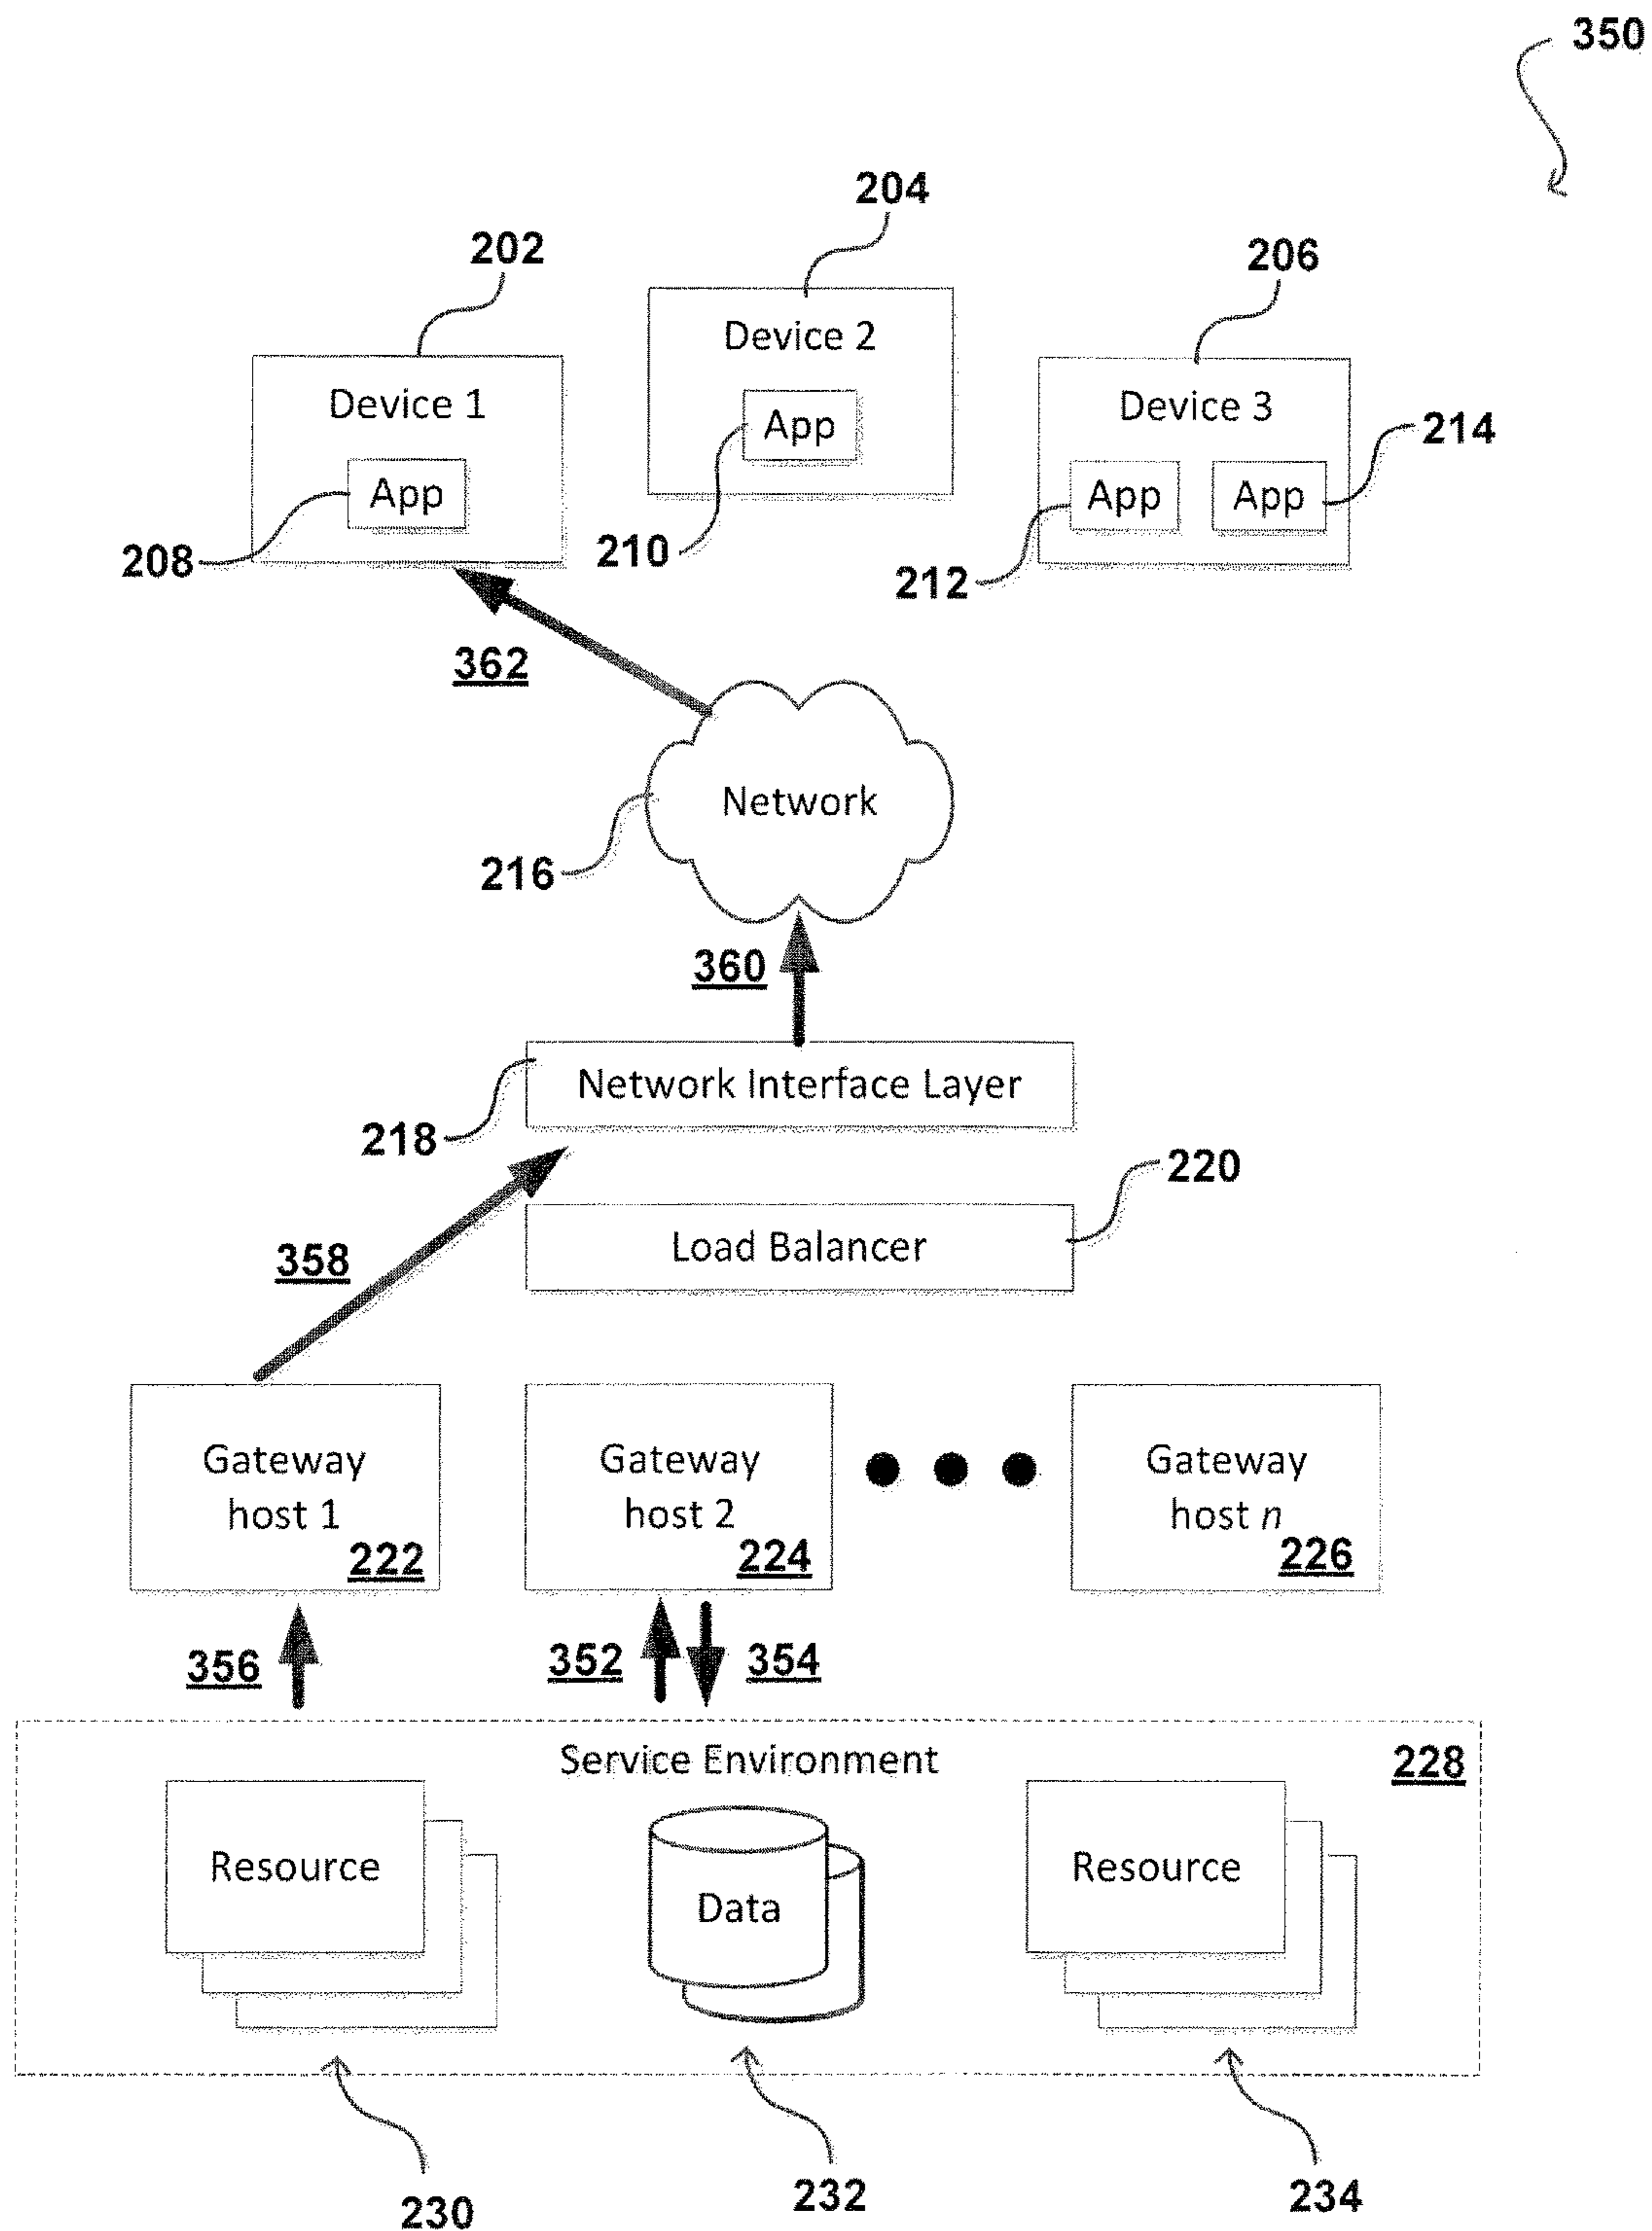 350
204
202
206
Device 2
Device 1
Device 3
App
214
App
App
App
210
208
212
362
Network
216
360
Network Interface Layer
218
220
Load Balancer
358
Gateway
host 1
222
Gateway
host 2
224
Gateway
host n
226
356
352
354
Service Environment
228
Resource
Data
Resource
230
232
234